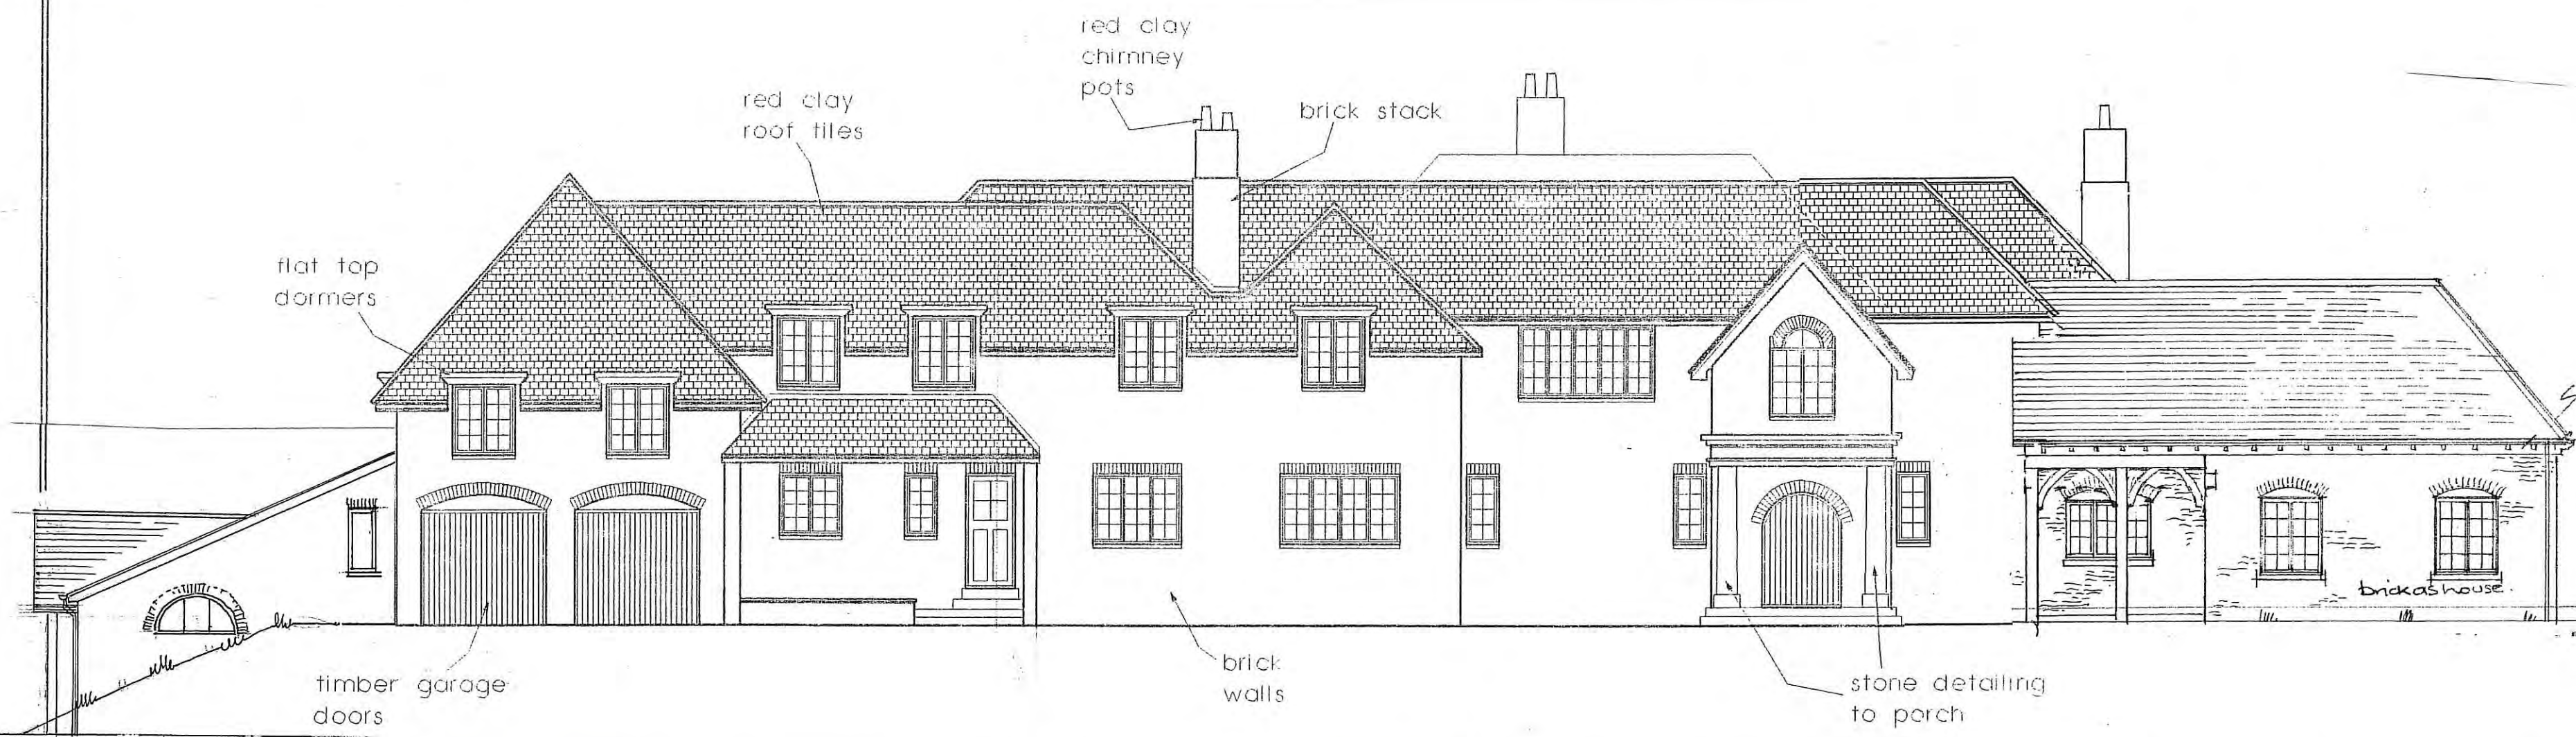 red clay
chimney
pots
red clay
roof tiles
brick stack
flat top
dormers
brick as house.
timber garage
doors
brick
walls
stone detailing
to porch